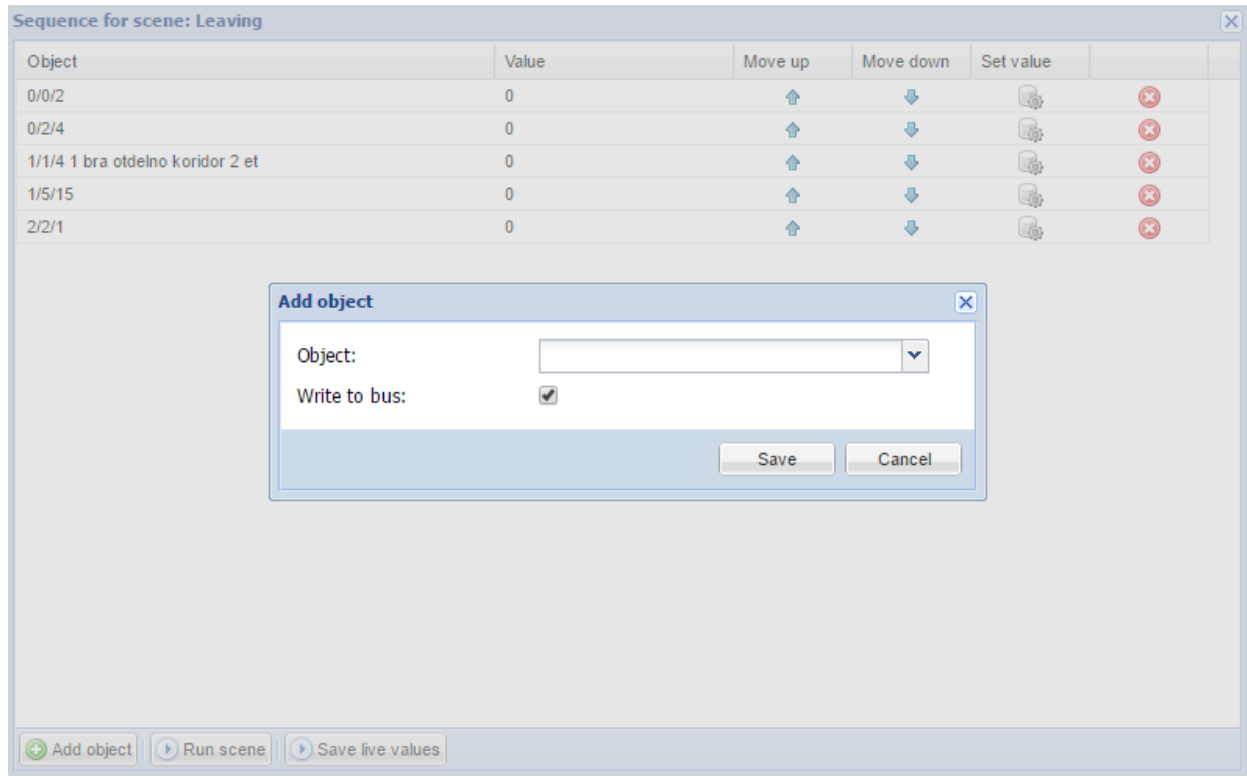 Sequence for scene: Leaving
Object Value Move up Move down Set value
0/0/2 0
0/2/4 0
1/1/4 1 bra otdelno koridor 2 et 0
1/5/15 0
2/2/1 0
Add object
Object:
Write to bus:
Save Cancel
Add object Run scene Save live values